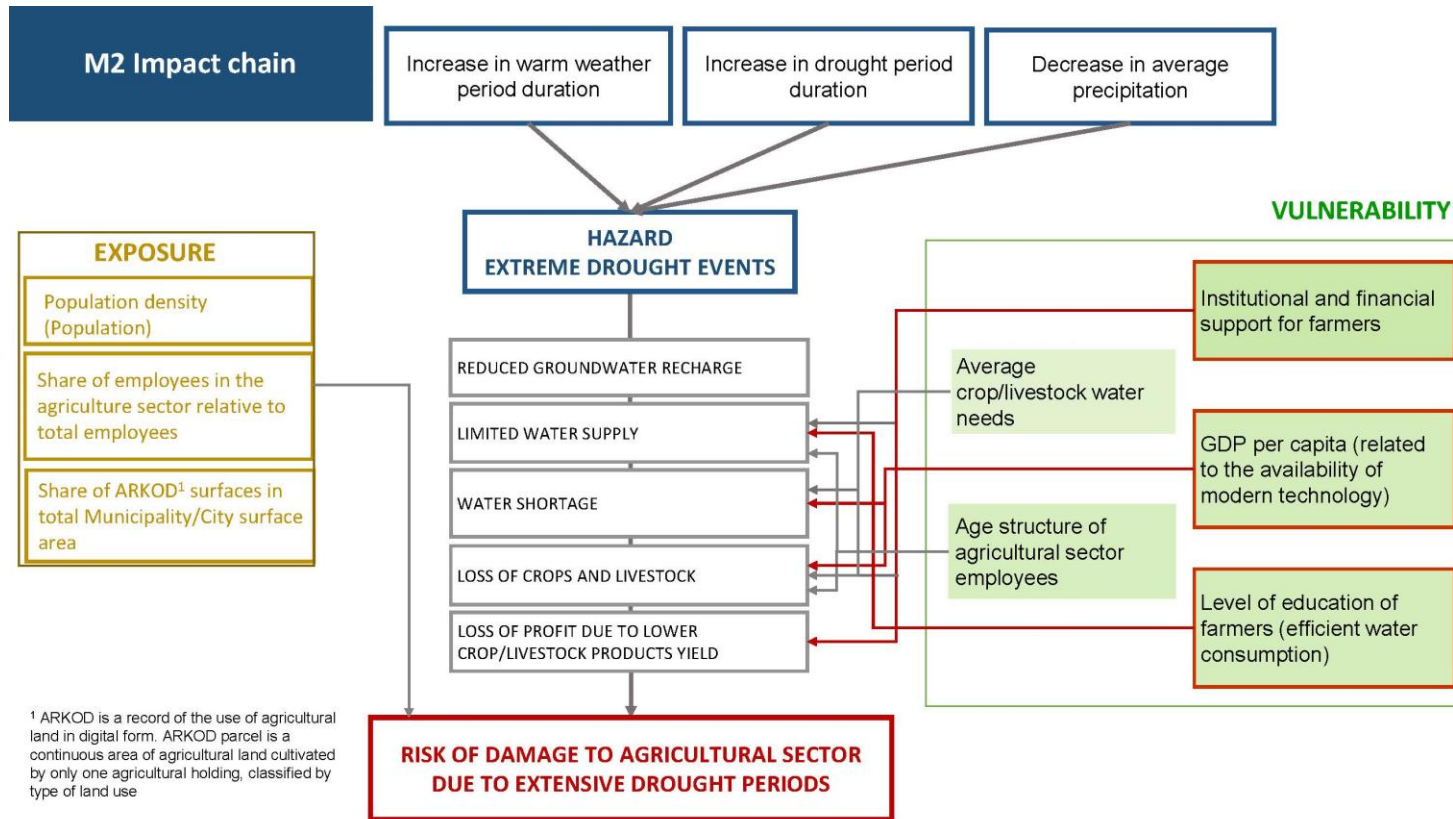 M2 Impact chain
Increase in warm weather
period duration
Increase in drought period
duration
Decrease in average
precipitation
HAZARD
EXTREME DROUGHT EVENTS
VULNERABILITY
EXPOSURE
Population density
(Population)
Share of employees in the
agriculture sector relative to
total employees
Share of ARKOD¹ surfaces in
total Municipality/City surface
area
REDUCED GROUNDWATER RECHARGE
LIMITED WATER SUPPLY
WATER SHORTAGE
LOSS OF CROPS AND LIVESTOCK
LOSS OF PROFIT DUE TO LOWER
CROP/LIVESTOCK PRODUCTS YIELD
Average
crop/livestock water
needs
Age structure of
agricultural sector
employees
Institutional and financial
support for farmers
GDP per capita (related
to the availability of
modern technology)
Level of education of
farmers (efficient water
consumption)
¹ ARKOD is a record of the use of agricultural
land in digital form. ARKOD parcel is a
continuous area of agricultural land cultivated
by only one agricultural holding, classified by
type of land use
RISK OF DAMAGE TO AGRICULTURAL SECTOR
DUE TO EXTENSIVE DROUGHT PERIODS